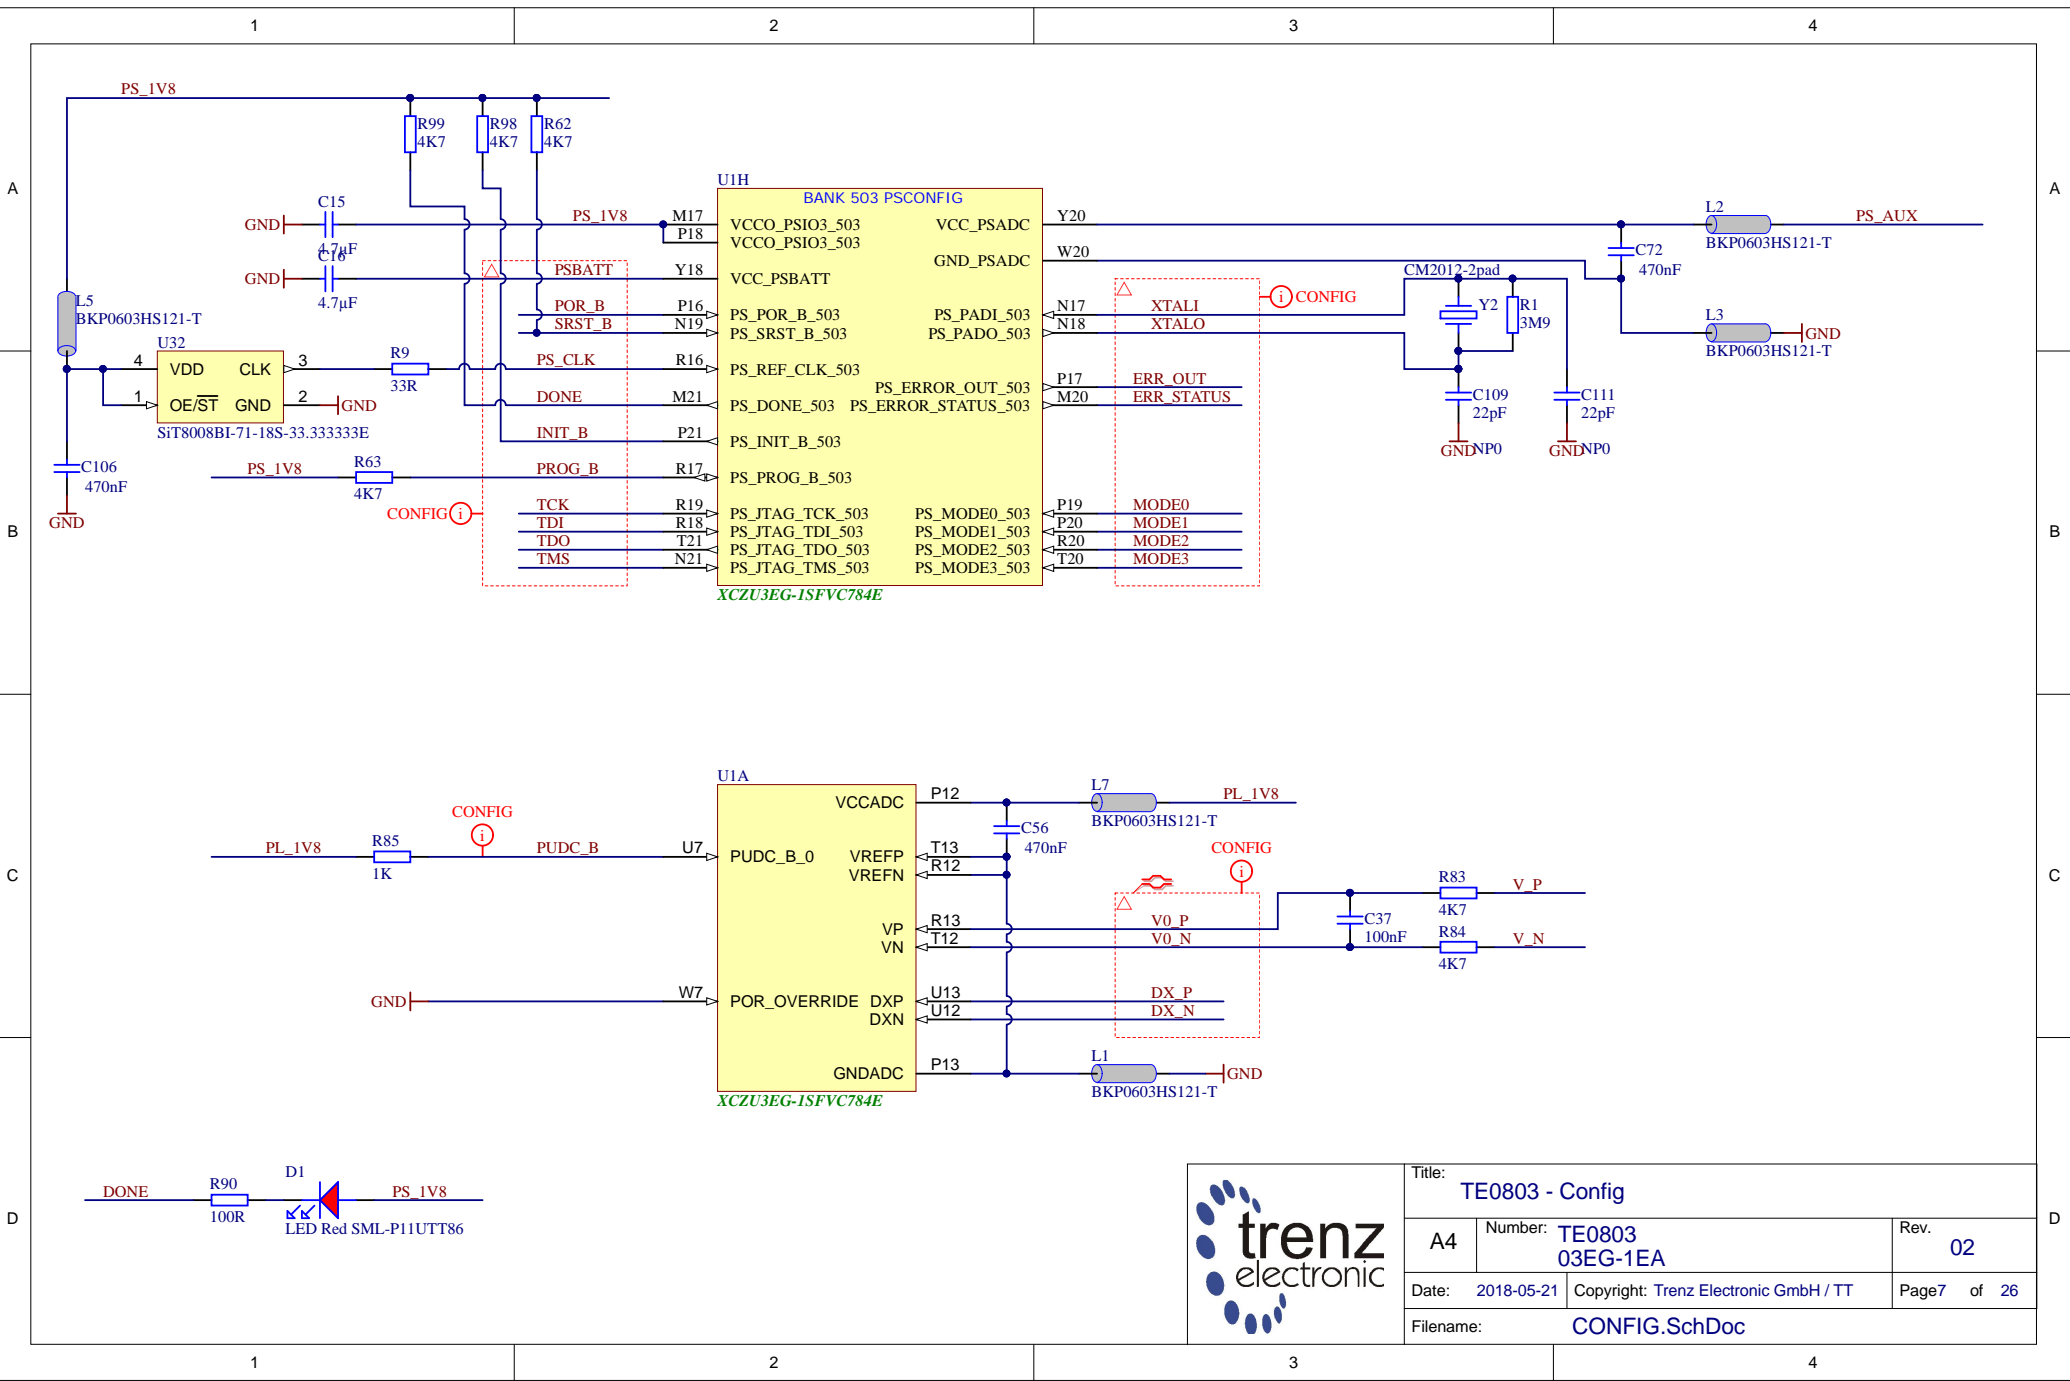 1 2 3 4
A
B
C
D
A
B
C
D
PS_1V8
R99
4K7
R98
4K7
R62
4K7
C15
GND
4.7µF
PS_1V8
C16
GND
4.7µF
PSBATT
POR_B
SRST_B
L5
BKP0603HS121-T
U32
4 VDD CLK 3
1 OE/ST GND 2 GND
SiT8008BI-71-18S-33.333333E
R9
33R
PS_CLK
DONE
INIT_B
C106
470nF
GND
PS_1V8
R63
4K7
PROG_B
CONFIG i
TCK
TDI
TDO
TMS
U1H
BANK 503 PSCONFIG
M17 VCCO_PSIO3_503
P18 VCCO_PSIO3_503
Y18 VCC_PSBATT
P16 PS_POR_B_503
N19 PS_SRST_B_503
R16 PS_REF_CLK_503
M21 PS_DONE_503
P21 PS_INIT_B_503
R17 PS_PROG_B_503
R19 PS_JTAG_TCK_503
R18 PS_JTAG_TDI_503
T21 PS_JTAG_TDO_503
N21 PS_JTAG_TMS_503
VCC_PSADC Y20
GND_PSADC W20
PS_PADI_503 N17 XTALI
PS_PADO_503 N18 XTALO
PS_ERROR_OUT_503 P17 ERR_OUT
PS_ERROR_STATUS_503 M20 ERR_STATUS
PS_MODE0_503 P19 MODE0
PS_MODE1_503 P20 MODE1
PS_MODE2_503 R20 MODE2
PS_MODE3_503 T20 MODE3
XCZU3EG-1SFVC784E
i CONFIG
CM2012-2pad
Y2
R1
3M9
C109
22pF
GND NP0
C111
22pF
GND NP0
L2
BKP0603HS121-T
PS_AUX
C72
470nF
L3
BKP0603HS121-T
GND
U1A
PL_1V8
R85
1K
CONFIG
i
PUDC_B
U7 PUDC_B_0
GND
W7 POR_OVERRIDE
VCCADC P12
VREFP T13
VREFN R12
VP R13
VN T12
DXP U13
DXN U12
GNDADC P13
XCZU3EG-1SFVC784E
L7
BKP0603HS121-T
PL_1V8
C56
470nF
CONFIG
i
V0_P
V0_N
DX_P
DX_N
C37
100nF
R83
4K7
V_P
R84
4K7
V_N
L1
BKP0603HS121-T
GND
DONE
R90
100R
D1
PS_1V8
LED Red SML-P11UTT86
trenz
electronic
Title:
TE0803 - Config
A4
Number: TE0803
03EG-1EA
Rev.
02
Date: 2018-05-21 Copyright: Trenz Electronic GmbH / TT Page7 of 26
Filename: CONFIG.SchDoc
1 2 3 4